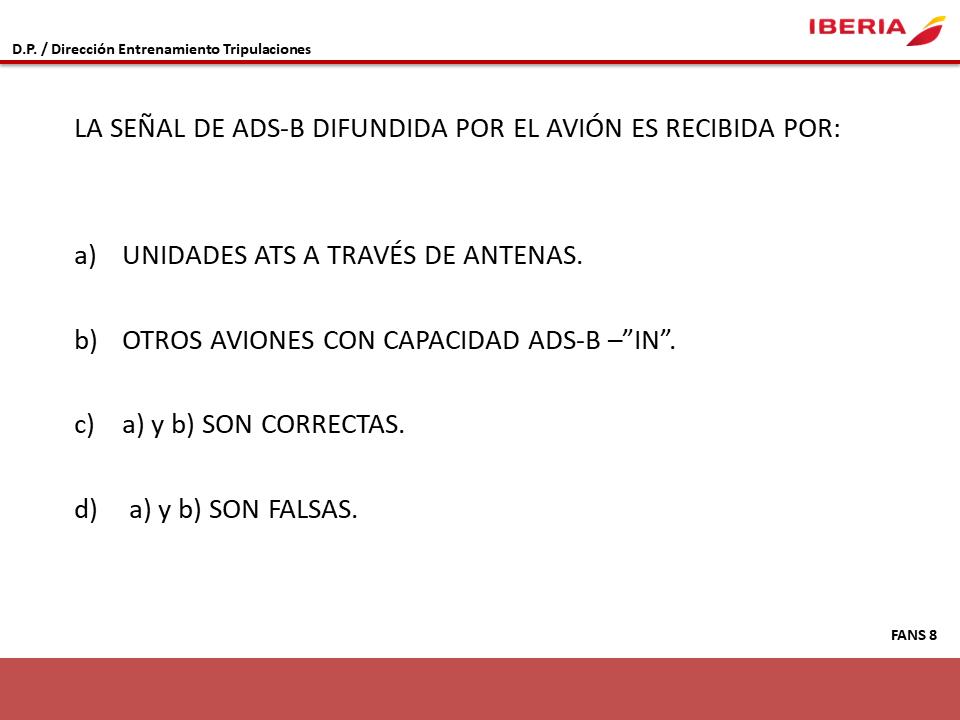 IBERIA
D.P. / Dirección Entrenamiento Tripulaciones
LA SEÑAL DE ADS-B DIFUNDIDA POR EL AVIÓN ES RECIBIDA POR:
a) UNIDADES ATS A TRAVÉS DE ANTENAS.
b) OTROS AVIONES CON CAPACIDAD ADS-B –”IN”.
c) a) y b) SON CORRECTAS.
d) a) y b) SON FALSAS.
FANS 8